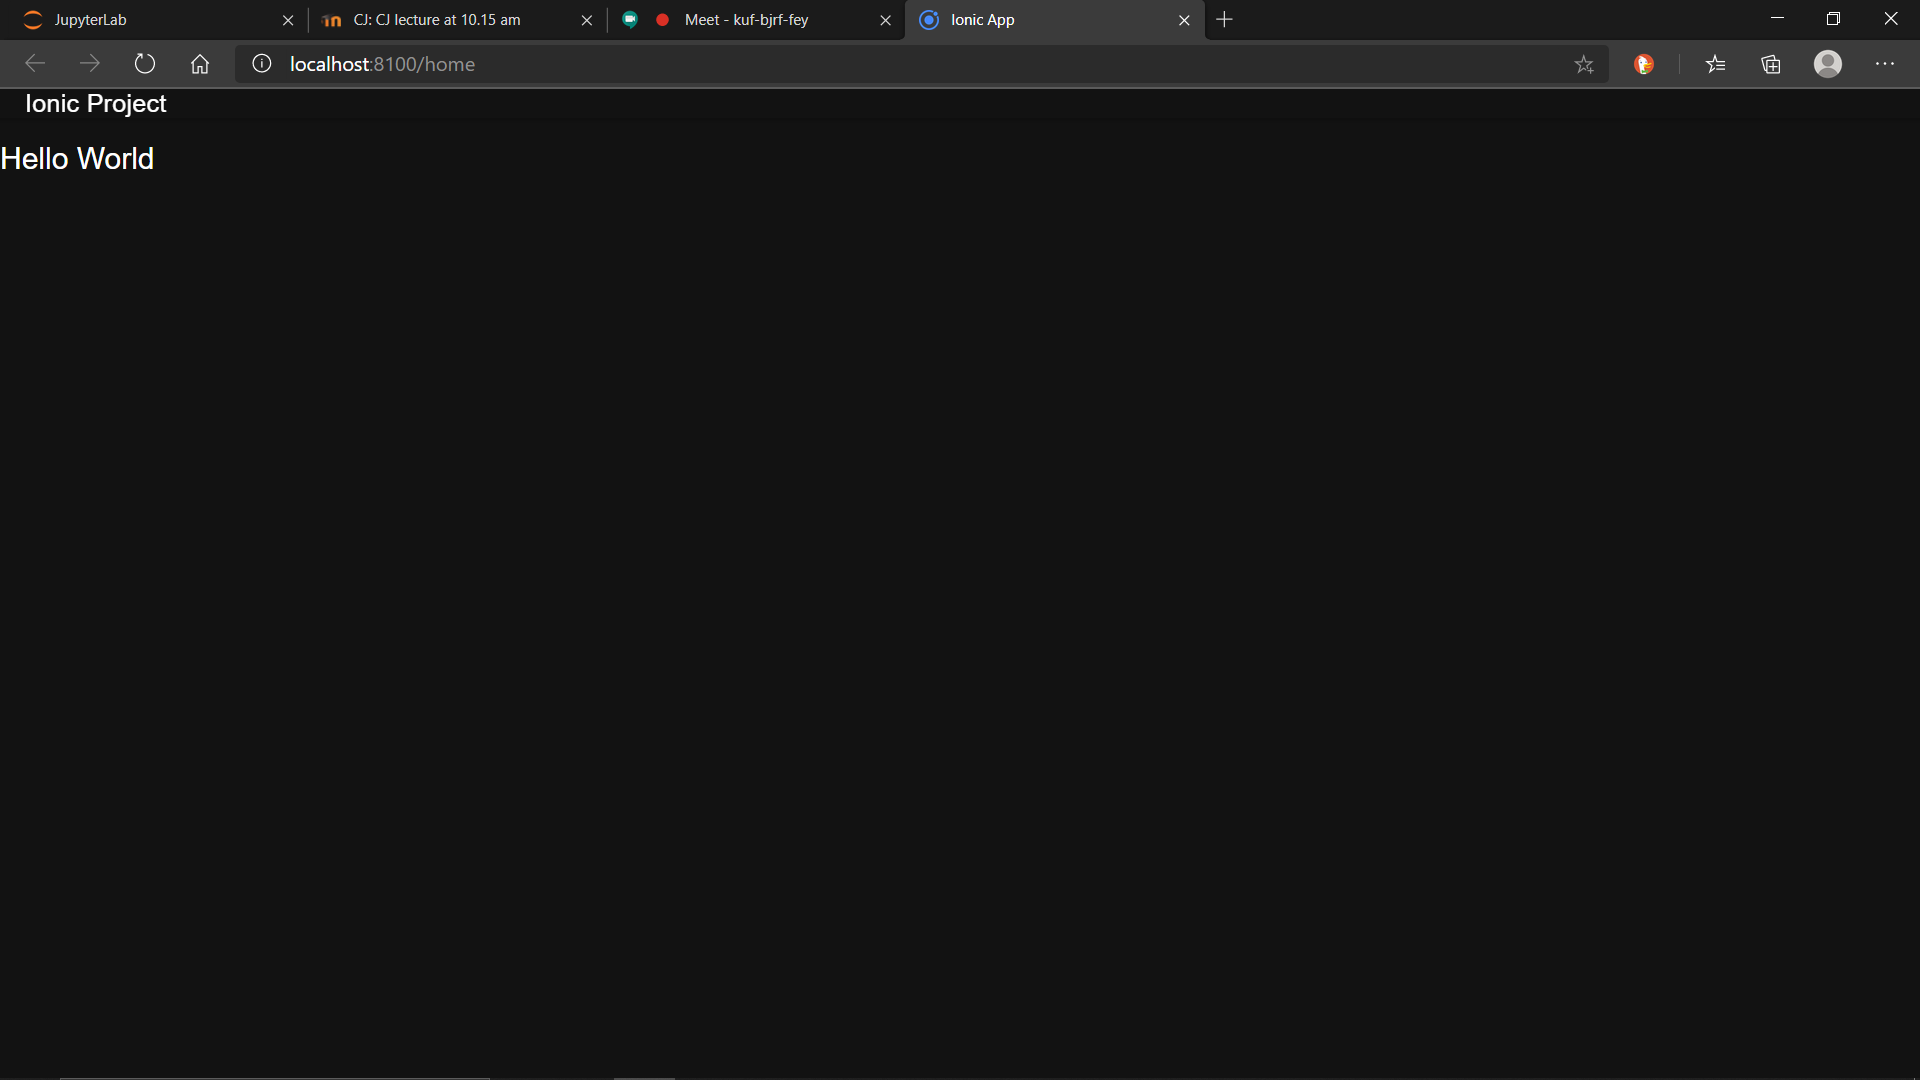 JupyterLab
CJ: CJ lecture at 10.15 am
Meet - kuf-bjrf-fey
Ionic App
localhost:8100/home
Ionic Project
Hello World